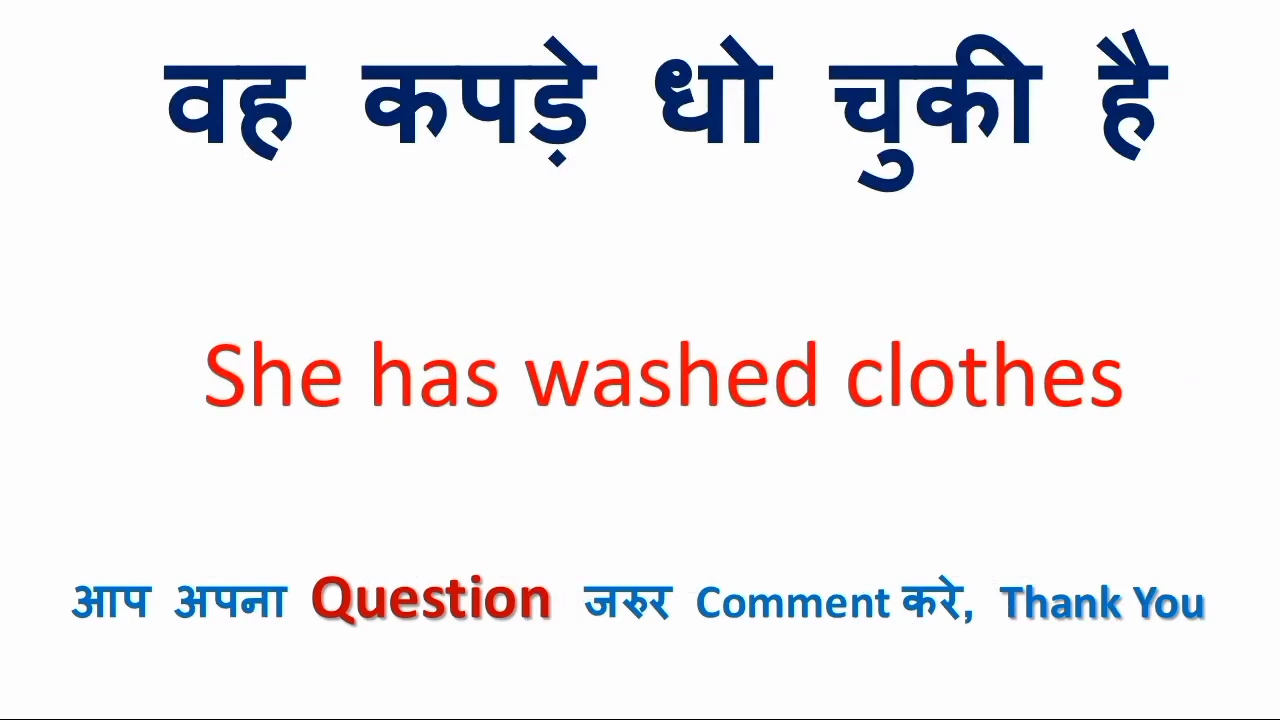 वह कपड़े धो चुकी है
She has washed clothes
आप अपना Question जरुर Comment करे, Thank You